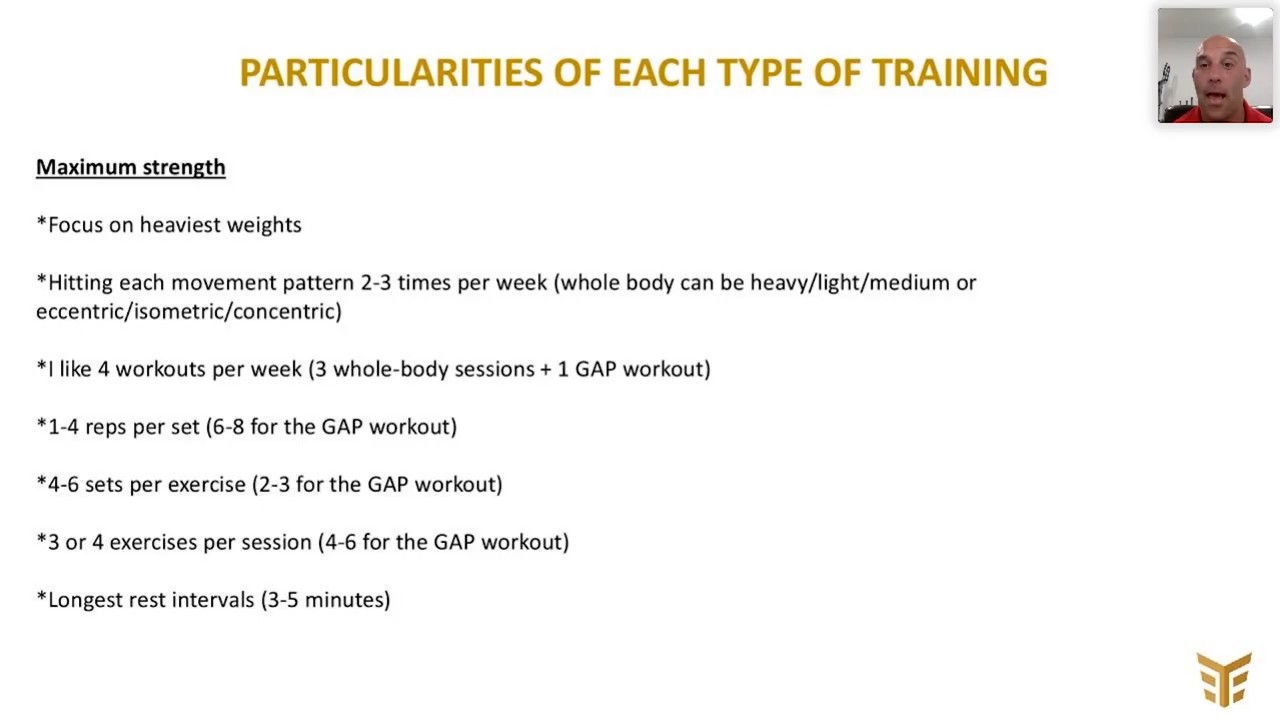 PARTICULARITIES OF EACH TYPE OF TRAINING
Maximum strength
*Focus on heaviest weights
*Hitting each movement pattern 2-3 times per week (whole body can be heavy/light/medium or
eccentric/isometric/concentric)
*I like 4 workouts per week (3 whole-body sessions + 1 GAP workout)
*1-4 reps per set (6-8 for the GAP workout)
*4-6 sets per exercise (2-3 for the GAP workout)
*3 or 4 exercises per session (4-6 for the GAP workout)
*Longest rest intervals (3-5 minutes)